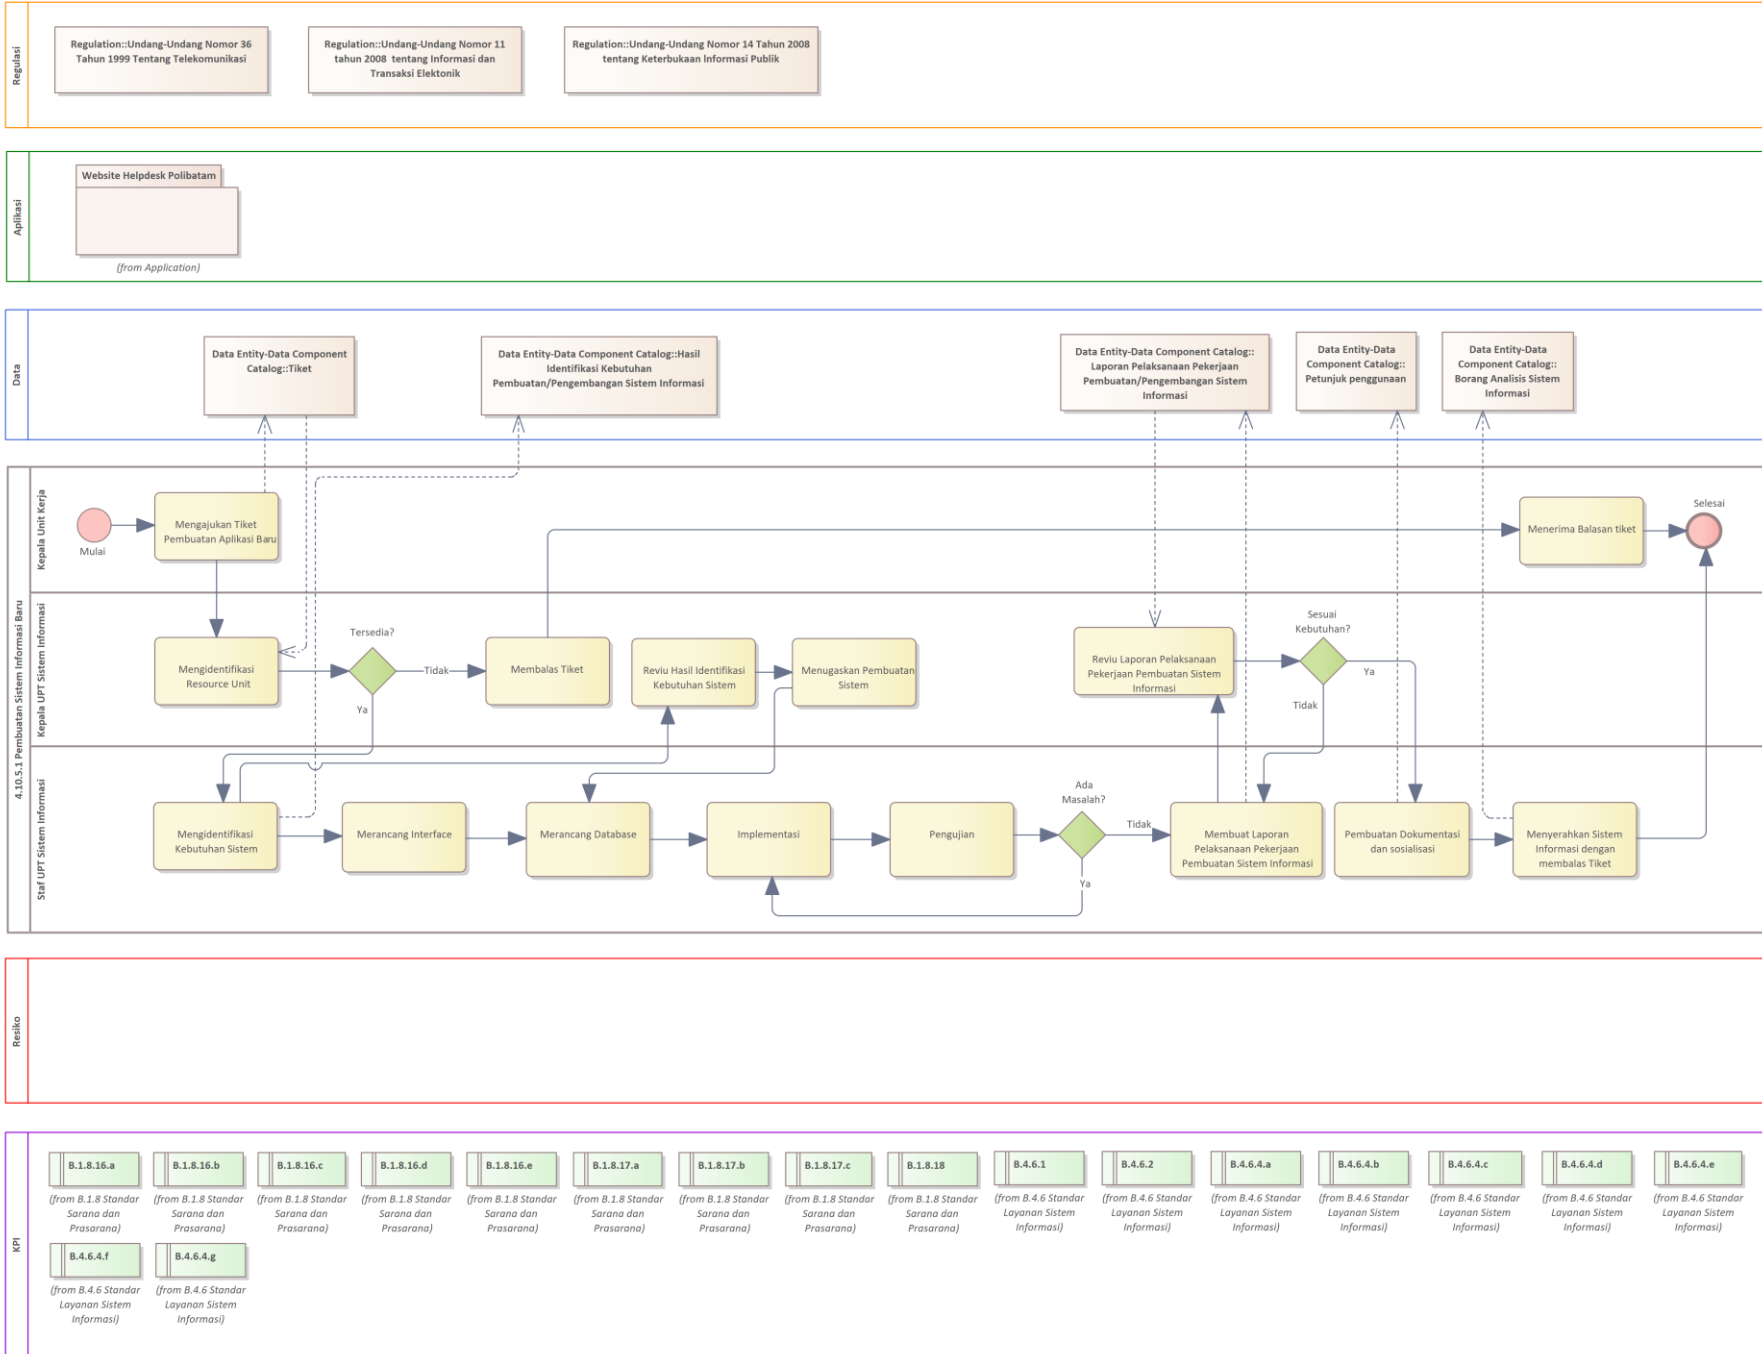 Regulasi
Regulation::Undang-Undang Nomor 36
Tahun 1999 Tentang Telekomunikasi
Regulation::Undang-Undang Nomor 11
tahun 2008 tentang Informasi dan
Transaksi Elektonik
Regulation::Undang-Undang Nomor 14 Tahun 2008
tentang Keterbukaan Informasi Publik
Aplikasi
Website Helpdesk Polibatam
(from Application)
Data
Data Entity-Data Component
Catalog::Tiket
Data Entity-Data Component Catalog::Hasil
Identifikasi Kebutuhan
Pembuatan/Pengembangan Sistem Informasi
Data Entity-Data Component Catalog::
Laporan Pelaksanaan Pekerjaan
Pembuatan/Pengembangan Sistem
Informasi
Data Entity-Data
Component Catalog::
Petunjuk penggunaan
Data Entity-Data
Component Catalog::
Borang Analisis Sistem
Informasi
4.10.5.1 Pembuatan Sistem Informasi Baru
Kepala Unit Kerja
Mulai
Mengajukan Tiket
Pembuatan Aplikasi Baru
Menerima Balasan tiket
Selesai
Kepala UPT Sistem Informasi
Mengidentifikasi
Resource Unit
Tersedia?
Tidak
Ya
Membalas Tiket
Reviu Hasil Identifikasi
Kebutuhan Sistem
Menugaskan Pembuatan
Sistem
Reviu Laporan Pelaksanaan
Pekerjaan Pembuatan Sistem
Informasi
Sesuai
Kebutuhan?
Ya
Tidak
Staf UPT Sistem Informasi
Mengidentifikasi
Kebutuhan Sistem
Merancang Interface
Merancang Database
Implementasi
Pengujian
Ada
Masalah?
Tidak
Ya
Membuat Laporan
Pelaksanaan Pekerjaan
Pembuatan Sistem Informasi
Pembuatan Dokumentasi
dan sosialisasi
Menyerahkan Sistem
Informasi dengan
membalas Tiket
Resiko
KPI
B.1.8.16.a
(from B.1.8 Standar
Sarana dan
Prasarana)
B.1.8.16.b
(from B.1.8 Standar
Sarana dan
Prasarana)
B.1.8.16.c
(from B.1.8 Standar
Sarana dan
Prasarana)
B.1.8.16.d
(from B.1.8 Standar
Sarana dan
Prasarana)
B.1.8.16.e
(from B.1.8 Standar
Sarana dan
Prasarana)
B.1.8.17.a
(from B.1.8 Standar
Sarana dan
Prasarana)
B.1.8.17.b
(from B.1.8 Standar
Sarana dan
Prasarana)
B.1.8.17.c
(from B.1.8 Standar
Sarana dan
Prasarana)
B.1.8.18
(from B.1.8 Standar
Sarana dan
Prasarana)
B.4.6.1
(from B.4.6 Standar
Layanan Sistem
Informasi)
B.4.6.2
(from B.4.6 Standar
Layanan Sistem
Informasi)
B.4.6.4.a
(from B.4.6 Standar
Layanan Sistem
Informasi)
B.4.6.4.b
(from B.4.6 Standar
Layanan Sistem
Informasi)
B.4.6.4.c
(from B.4.6 Standar
Layanan Sistem
Informasi)
B.4.6.4.d
(from B.4.6 Standar
Layanan Sistem
Informasi)
B.4.6.4.e
(from B.4.6 Standar
Layanan Sistem
Informasi)
B.4.6.4.f
(from B.4.6 Standar
Layanan Sistem
Informasi)
B.4.6.4.g
(from B.4.6 Standar
Layanan Sistem
Informasi)